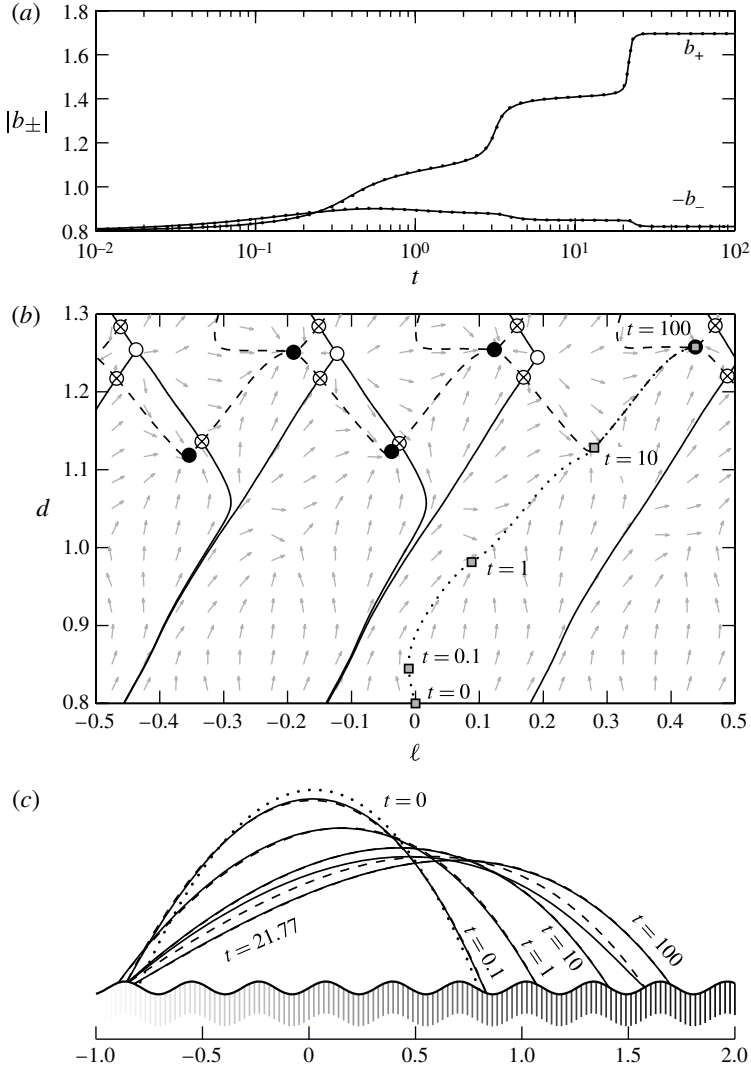 (a)
1.8
1.6
1.4
1.2
1.0
0.8
|b±|
b+
−b−
10−2
10−1
100
101
102
t
(b)
1.3
1.2
1.1
1.0
0.9
0.8
d
t = 100
t = 10
t = 1
t = 0.1
t = 0
−0.5
−0.4
−0.3
−0.2
−0.1
0
0.1
0.2
0.3
0.4
0.5
ℓ
(c)
t = 0
t = 21.77
t = 0.1
t = 1
t = 10
t = 100
−1.0
−0.5
0
0.5
1.0
1.5
2.0